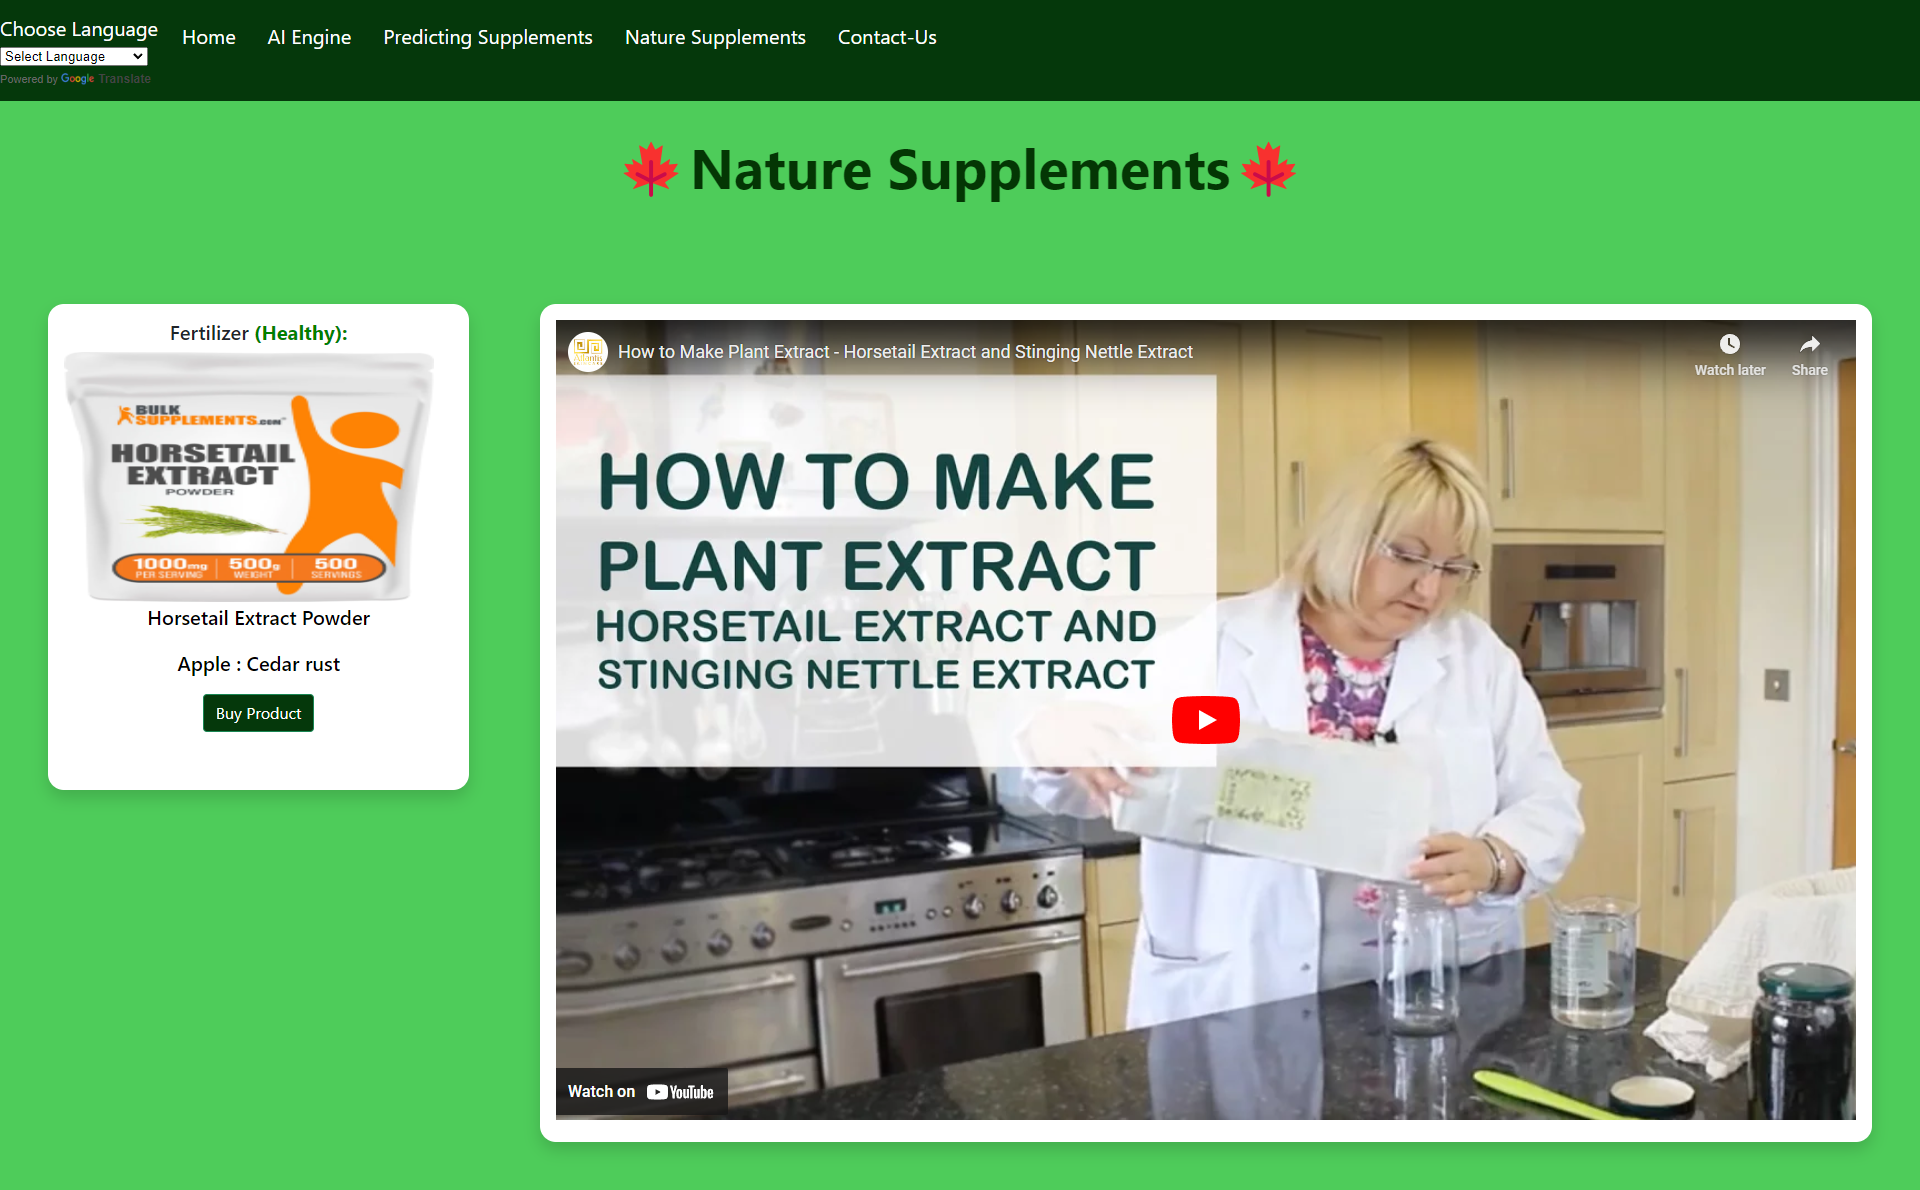 Choose Language
Select Language
Powered by Google Translate
Home
AI Engine
Predicting Supplements
Nature Supplements
Contact-Us
Nature Supplements
Fertilizer (Healthy):
BULK
SUPPLEMENTS.COM™
HORSETAIL
EXTRACT
POWDER
1000mg
PER SERVING
500g
WEIGHT
500
SERVINGS
Horsetail Extract Powder
Apple : Cedar rust
Buy Product
Atlantis
How to Make Plant Extract - Horsetail Extract and Stinging Nettle Extract
Watch later
Share
HOW TO MAKE
PLANT EXTRACT
HORSETAIL EXTRACT AND
STINGING NETTLE EXTRACT
Watch on YouTube